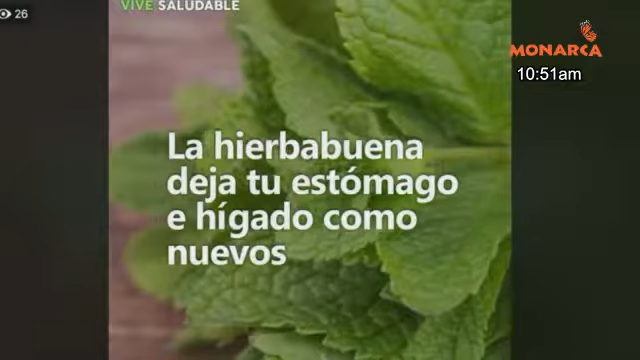 26
VIVE SALUDABLE
MONARCA
10:51am
La hierbabuena
deja tu estómago
e hígado como
nuevos